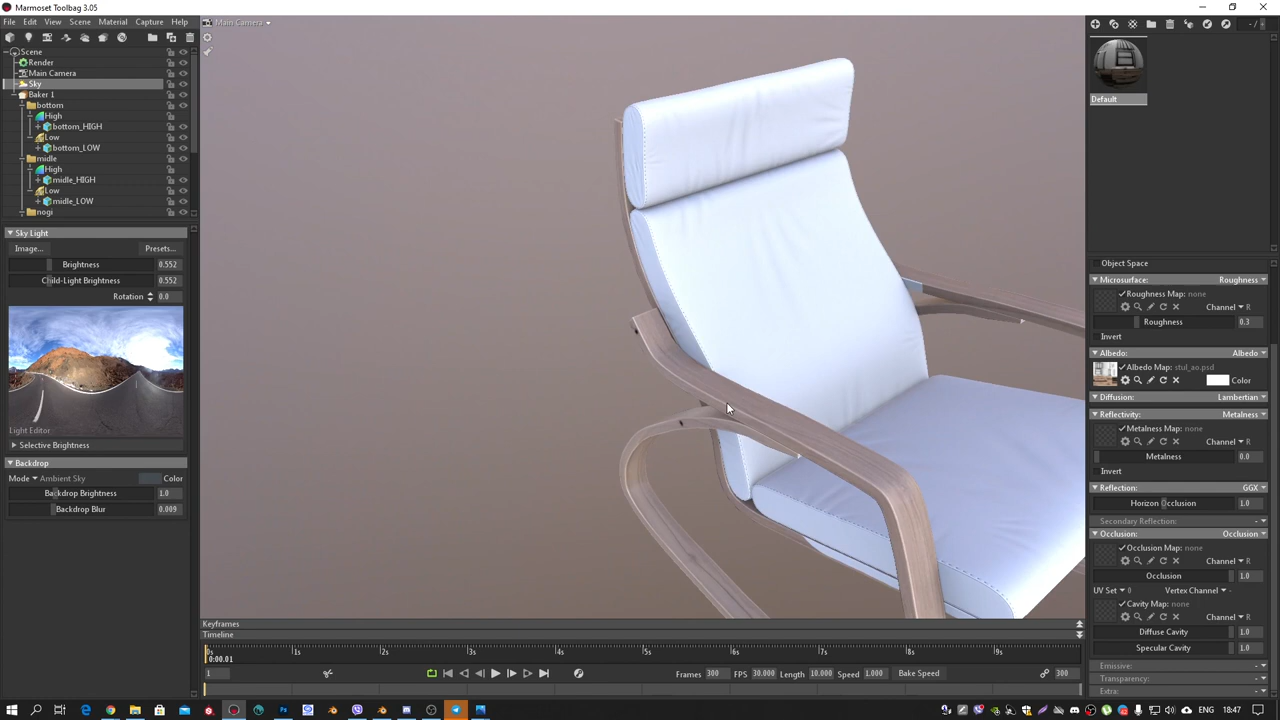 Marmoset Toolbag 3.05
File Edit View Scene Material Capture Help
Main Camera
- /
Scene
Render
Main Camera
Sky
Baker 1
bottom
High
bottom_HIGH
Low
bottom_LOW
midle
High
midle_HIGH
Low
midle_LOW
nogi
Sky Light
Image... Presets...
Brightness 0.552
Child-Light Brightness 0.552
Rotation 0.0
Light Editor
Selective Brightness
Backdrop
Mode Ambient Sky Color
Backdrop Brightness 1.0
Backdrop Blur 0.009
Default
Object Space
Microsurface: Roughness
Roughness Map: none
Channel R
Roughness 0.3
Invert
Albedo: Albedo
Albedo Map: stul_ao.psd
Color
Diffusion: Lambertian
Reflectivity: Metalness
Metalness Map: none
Channel R
Metalness 0.0
Invert
Reflection: GGX
Horizon Occlusion 1.0
Secondary Reflection: -
Occlusion: Occlusion
Occlusion Map: none
Channel R
Occlusion 1.0
UV Set 0 Vertex Channel -
Cavity Map: none
Channel R
Diffuse Cavity 1.0
Specular Cavity 1.0
Emissive: -
Transparency: -
Extra: -
Keyframes
Timeline
0s 1s 2s 3s 4s 5s 6s 7s 8s 9s
0:00.01
1 Frames 300 FPS 30.000 Length 10.000 Speed 1.000 Bake Speed 300
ENG 18:47